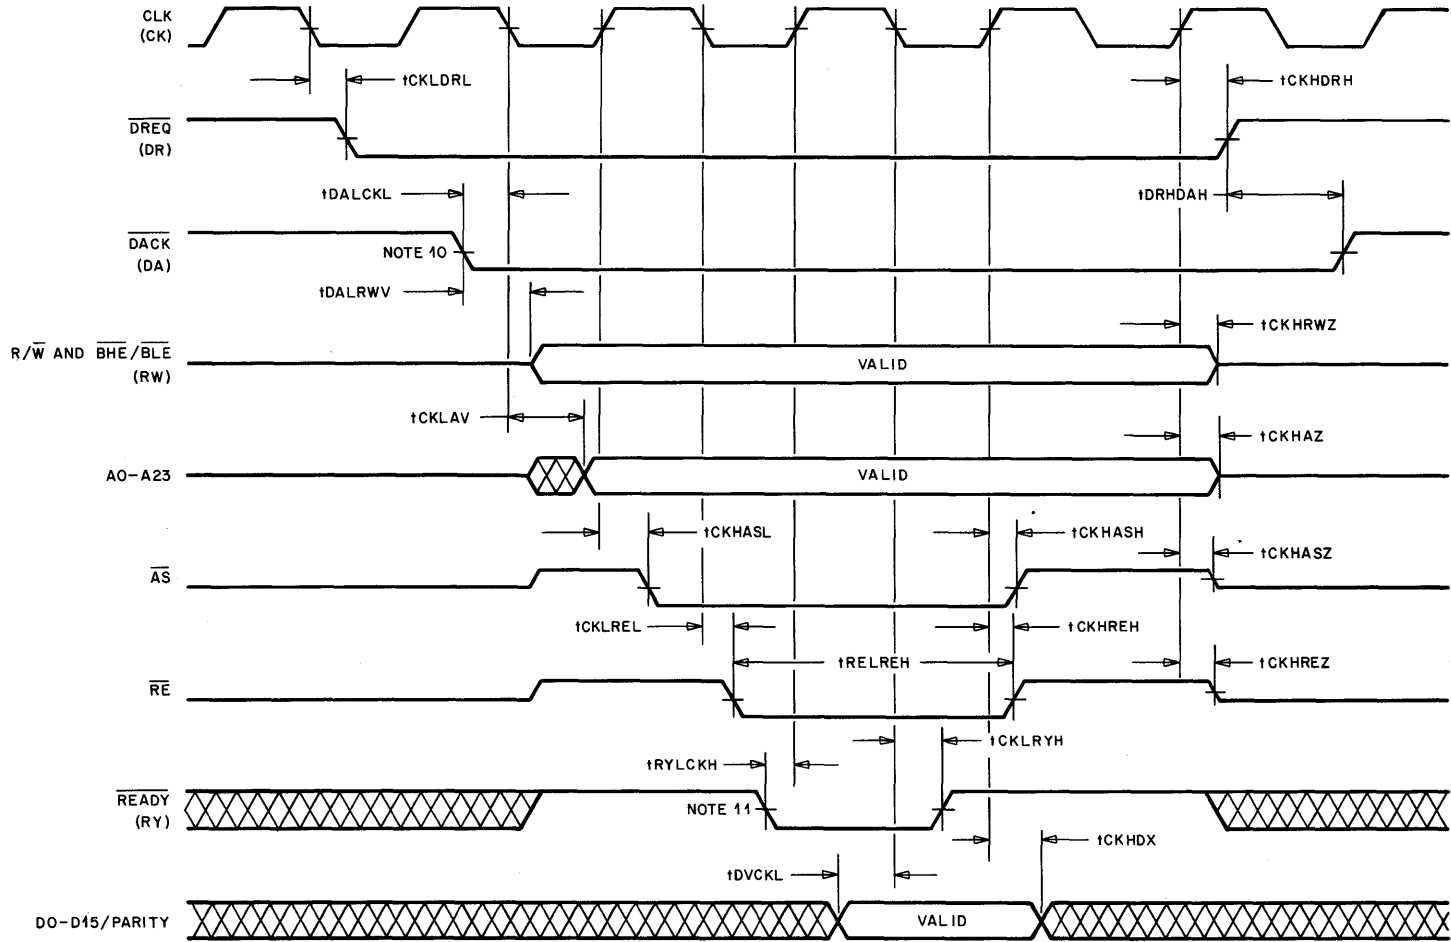 CLK
(CK)
tCKLDRL
tCKHDRH
DREQ
(DR)
tDALCKL
tDRHDAH
DACK
(DA)
NOTE 10
tDALRWV
tCKHRWZ
R/W AND BHE/BLE
(RW)
VALID
tCKLAV
tCKHAZ
A0-A23
VALID
tCKHASL
tCKHASH
tCKHASZ
AS
tCKLREL
tCKHREH
tRELREH
tCKHREZ
RE
tCKLRYH
tRYLCKH
READY
(RY)
NOTE 11
tCKHDX
tDVCKL
D0-D15/PARITY
VALID